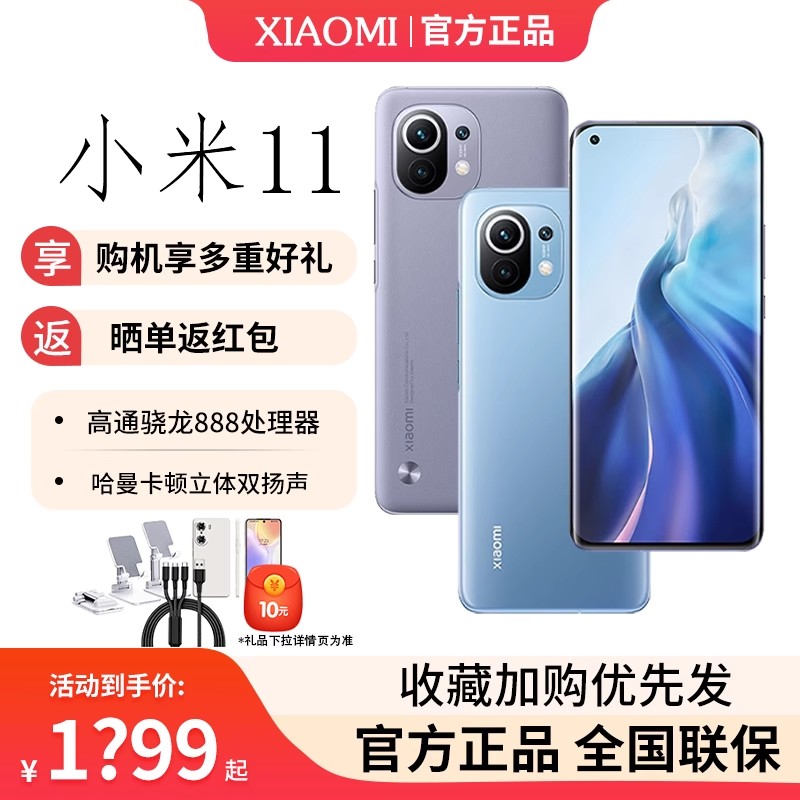 XIAOMI | 官方正品
小米11
享 购机享多重好礼
返 晒单返红包
• 高通骁龙888处理器
• 哈曼卡顿立体双扬声
xiaomi
xiaomi
¥
10元
*礼品下拉详情页为准
活动到手价:
¥1?99起
收藏加购优先发
官方正品 全国联保